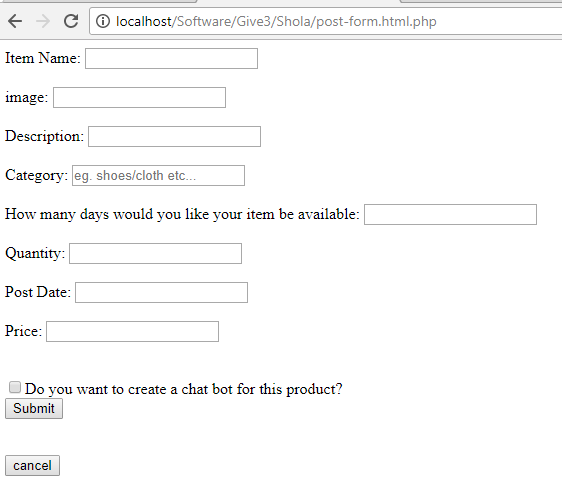 localhost/Software/Give3/Shola/post-form.html.php
Item Name:
image:
Description:
Category: eg. shoes/cloth etc...
How many days would you like your item be available:
Quantity:
Post Date:
Price:
Do you want to create a chat bot for this product?
Submit
cancel